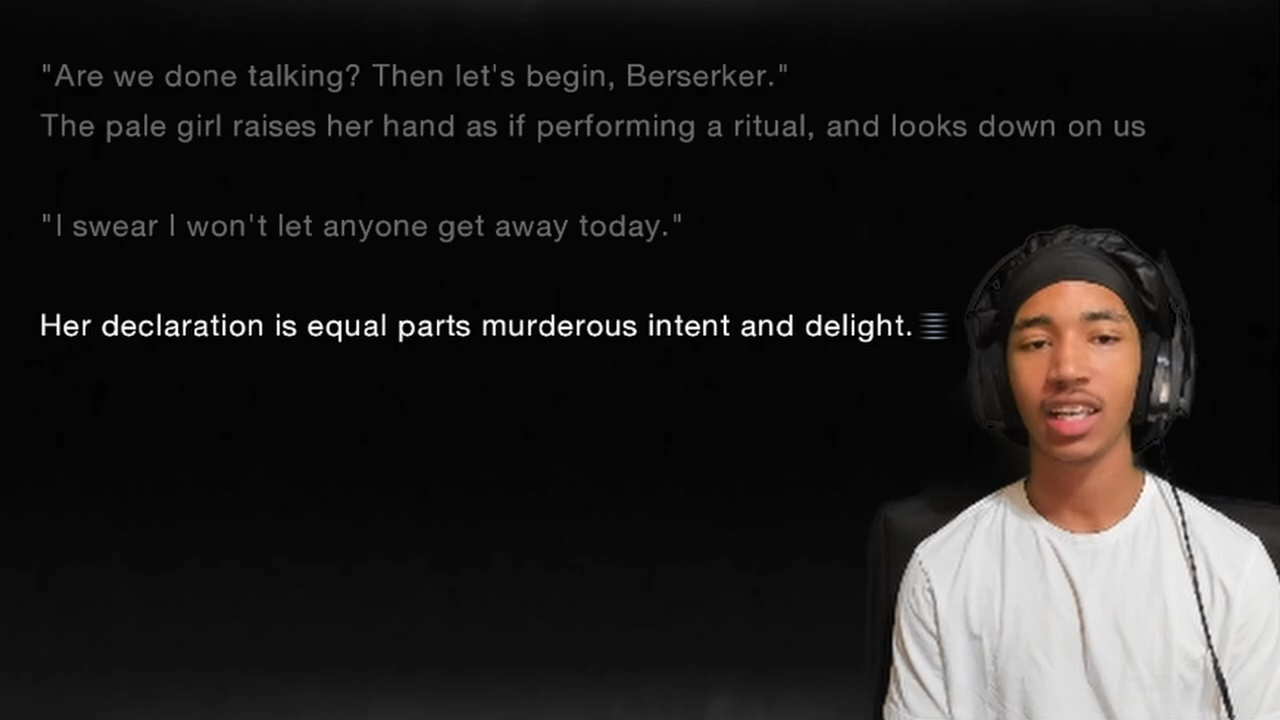 "Are we done talking? Then let's begin, Berserker."
The pale girl raises her hand as if performing a ritual, and looks down on us
"I swear I won't let anyone get away today."
Her declaration is equal parts murderous intent and delight.